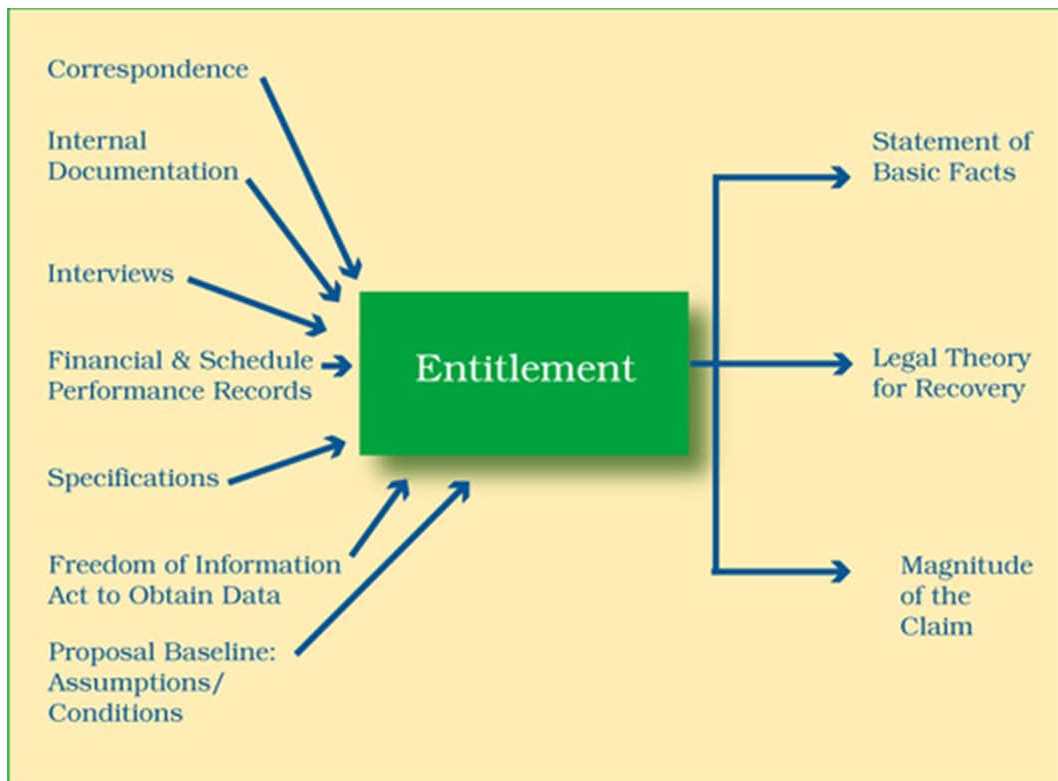 Correspondence
Internal
Documentation
Interviews
Financial & Schedule
Performance Records
Specifications
Freedom of Information
Act to Obtain Data
Proposal Baseline:
Assumptions/
Conditions
Entitlement
Statement of
Basic Facts
Legal Theory
for Recovery
Magnitude
of the
Claim